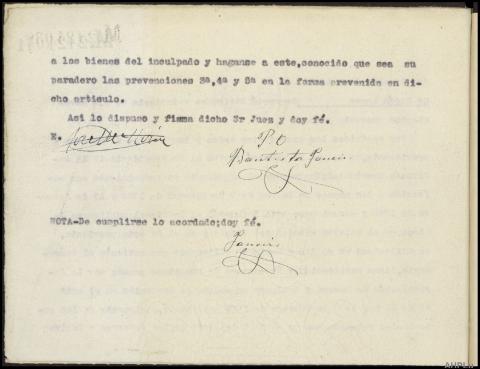 a los bienes del inculpado y haganse a este,conocido que sea su
paradero las prevenciones 3ª,4ª y 5ª en la forma prevenida en di-
cho articulo.
Asi lo dispuso y firma dicho Sr Juez y doy fé.
E.
P. O
Bautista
NOTA-De cumplirse lo acordado;doy fé.